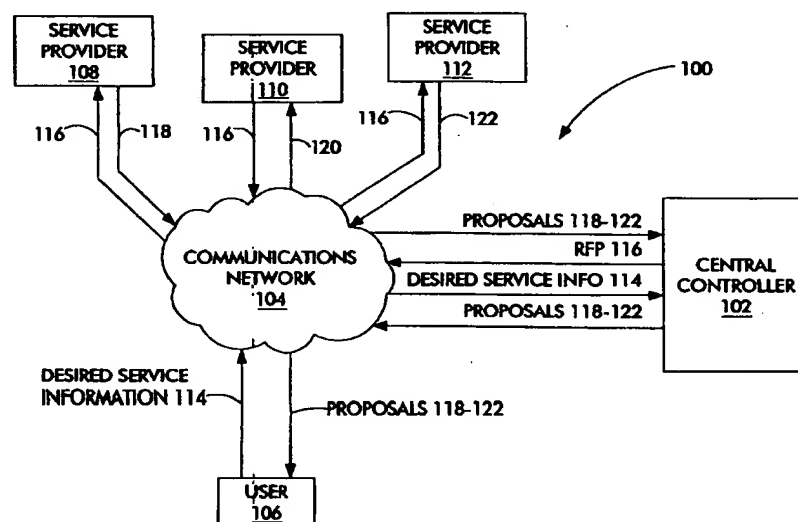 SERVICE
PROVIDER
108
SERVICE
PROVIDER
110
SERVICE
PROVIDER
112
100
116
118
116
120
116
122
COMMUNICATIONS
NETWORK
104
PROPOSALS 118-122
RFP 116
DESIRED SERVICE INFO 114
PROPOSALS 118-122
CENTRAL
CONTROLLER
102
DESIRED SERVICE
INFORMATION 114
PROPOSALS 118-122
USER
106